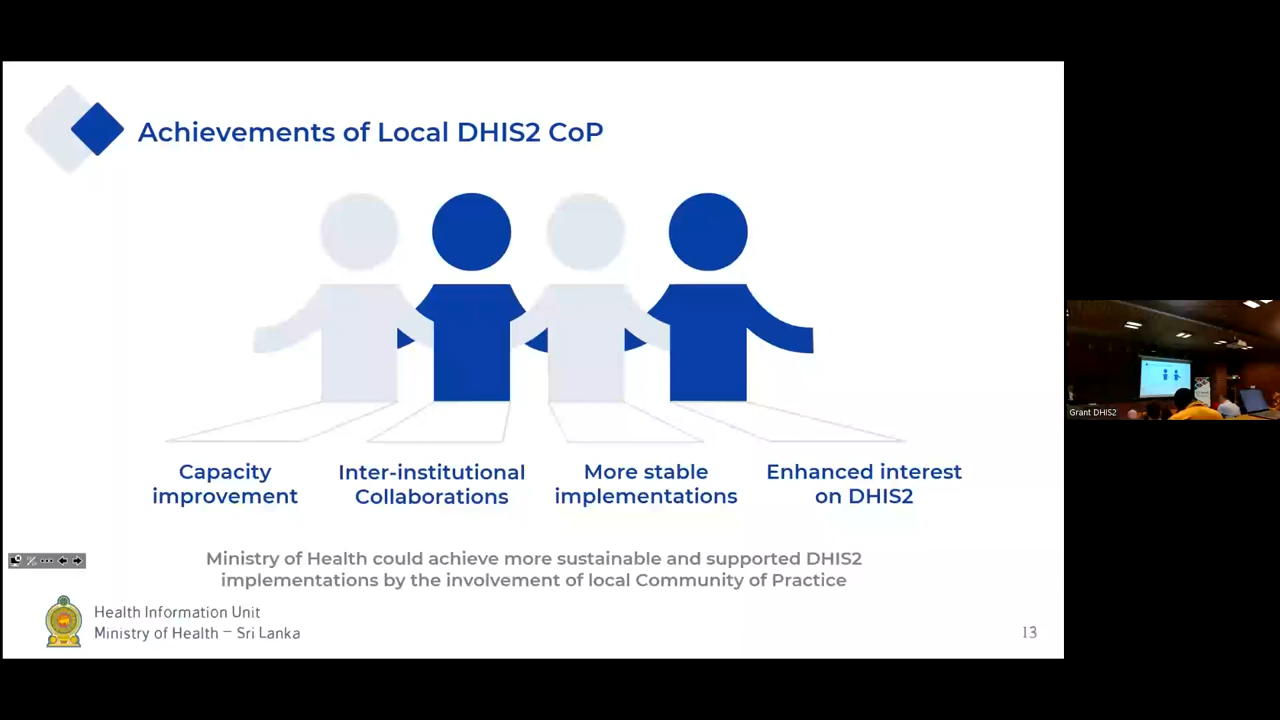 Achievements of Local DHIS2 CoP
Capacity
improvement
Inter-institutional
Collaborations
More stable
implementations
Enhanced interest
on DHIS2
Ministry of Health could achieve more sustainable and supported DHIS2
implementations by the involvement of local Community of Practice
Health Information Unit
Ministry of Health – Sri Lanka
13
Grant DHIS2